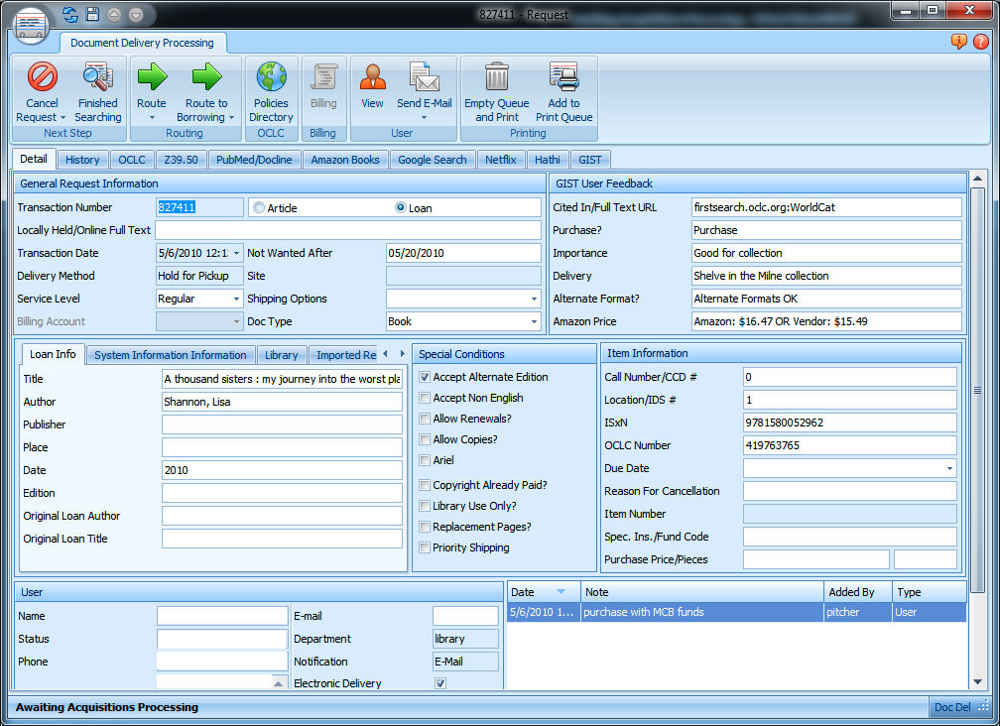 827411 - Request
Document Delivery Processing
Cancel Request
Finished Searching
Route
Route to Borrowing
Policies Directory
Billing
View
Send E-Mail
Empty Queue and Print
Add to Print Queue
Next Step
Routing
OCLC
Billing
User
Printing
Detail
History
OCLC
Z39.50
PubMed/Docline
Amazon Books
Google Search
Netflix
Hathi
GIST
General Request Information
Transaction Number 827411 Article Loan
Locally Held/Online Full Text
Transaction Date 5/6/2010 12:1 Not Wanted After 05/20/2010
Delivery Method Hold for Pickup Site
Service Level Regular Shipping Options
Billing Account Doc Type Book
GIST User Feedback
Cited In/Full Text URL firstsearch.oclc.org:WorldCat
Purchase? Purchase
Importance Good for collection
Delivery Shelve in the Milne collection
Alternate Format? Alternate Formats OK
Amazon Price Amazon: $16.47 OR Vendor: $15.49
Loan Info
System Information Information
Library
Imported Re
Title A thousand sisters : my journey into the worst pla
Author Shannon, Lisa
Publisher
Place
Date 2010
Edition
Original Loan Author
Original Loan Title
Special Conditions
Accept Alternate Edition
Accept Non English
Allow Renewals?
Allow Copies?
Ariel
Copyright Already Paid?
Library Use Only?
Replacement Pages?
Priority Shipping
Item Information
Call Number/CCD # 0
Location/IDS # 1
ISxN 9781580052962
OCLC Number 419763765
Due Date
Reason For Cancellation
Item Number
Spec. Ins./Fund Code
Purchase Price/Pieces
User
Name E-mail
Status Department library
Phone Notification E-Mail
Electronic Delivery
Date Note Added By Type
5/6/2010 1... purchase with MCB funds pitcher User
Awaiting Acquisitions Processing
Doc Del